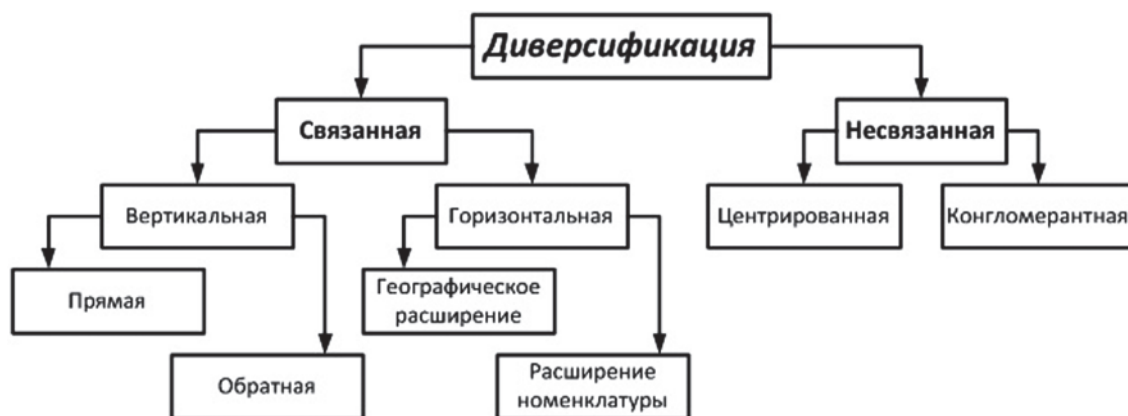 Диверсификация
Связанная
Несвязанная
Вертикальная
Горизонтальная
Центрированная
Конгломерантная
Прямая
Географическое
расширение
Обратная
Расширение
номенклатуры